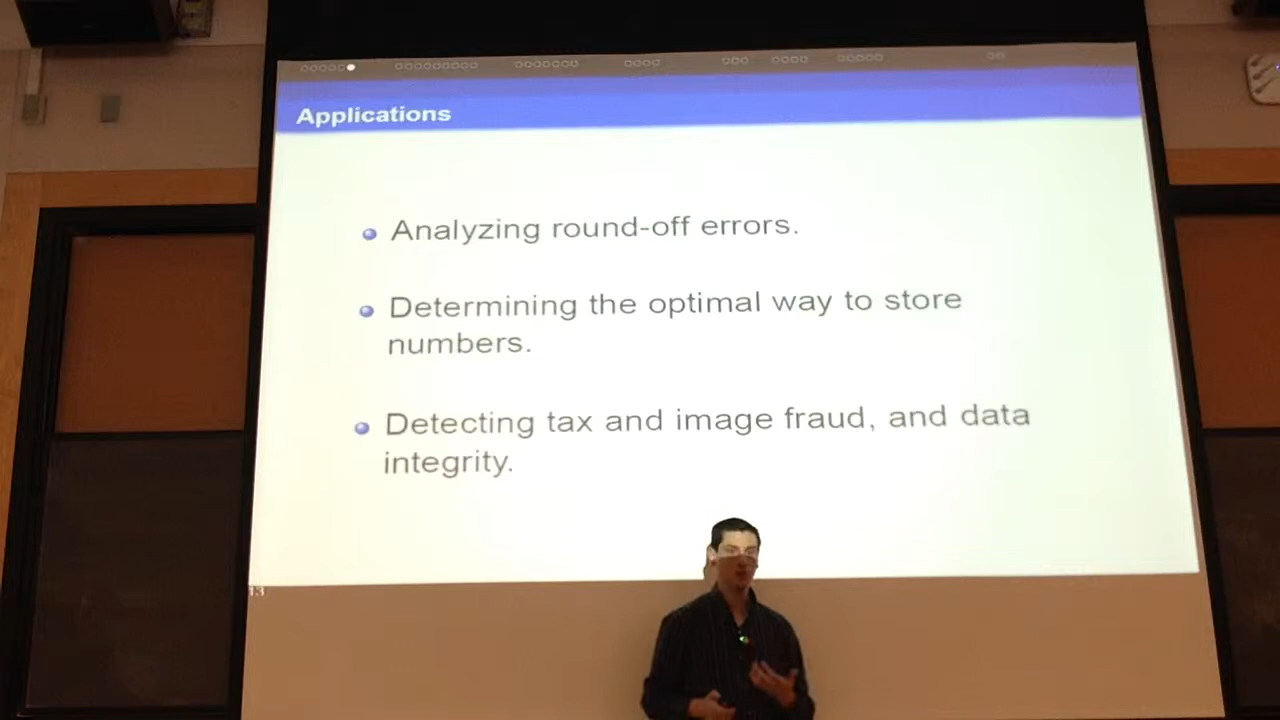 Applications
Analyzing round-off errors.
Determining the optimal way to store
numbers.
Detecting tax and image fraud, and data
integrity.
13